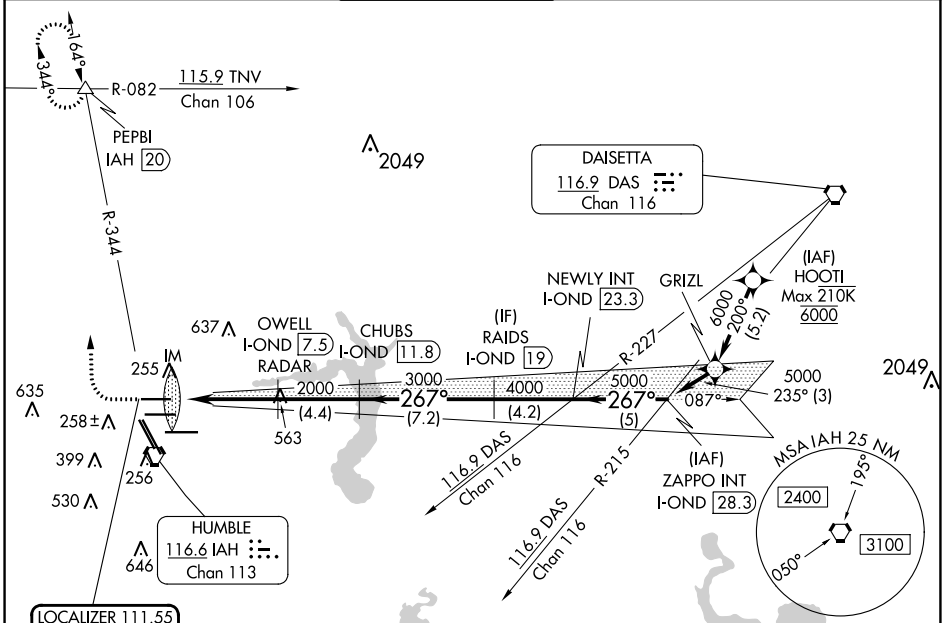 164°
344°
R-082
115.9 TNV
Chan 106
PEPBI
IAH 20
R-344
2049
DAISETTA
116.9 DAS
Chan 116
(IAF)
HOOTI
Max 210K
6000
6000
200°
(5.2)
GRIZL
NEWLY INT
I-OND 23.3
(IF)
RAIDS
I-OND 19
CHUBS
I-OND 11.8
OWELL
I-OND 7.5
RADAR
637
IM
255
635
258±
399
256
530
646
563
2000
(4.4)
3000
267°
(7.2)
4000
(4.2)
5000
267°
(5)
087°
R-227
5000
235° (3)
2049
116.9 DAS
Chan 116
R-215
116.9 DAS
Chan 116
(IAF)
ZAPPO INT
I-OND 28.3
MSA IAH 25 NM
195°
2400
3100
050°
HUMBLE
116.6 IAH
Chan 113
LOCALIZER 111.55